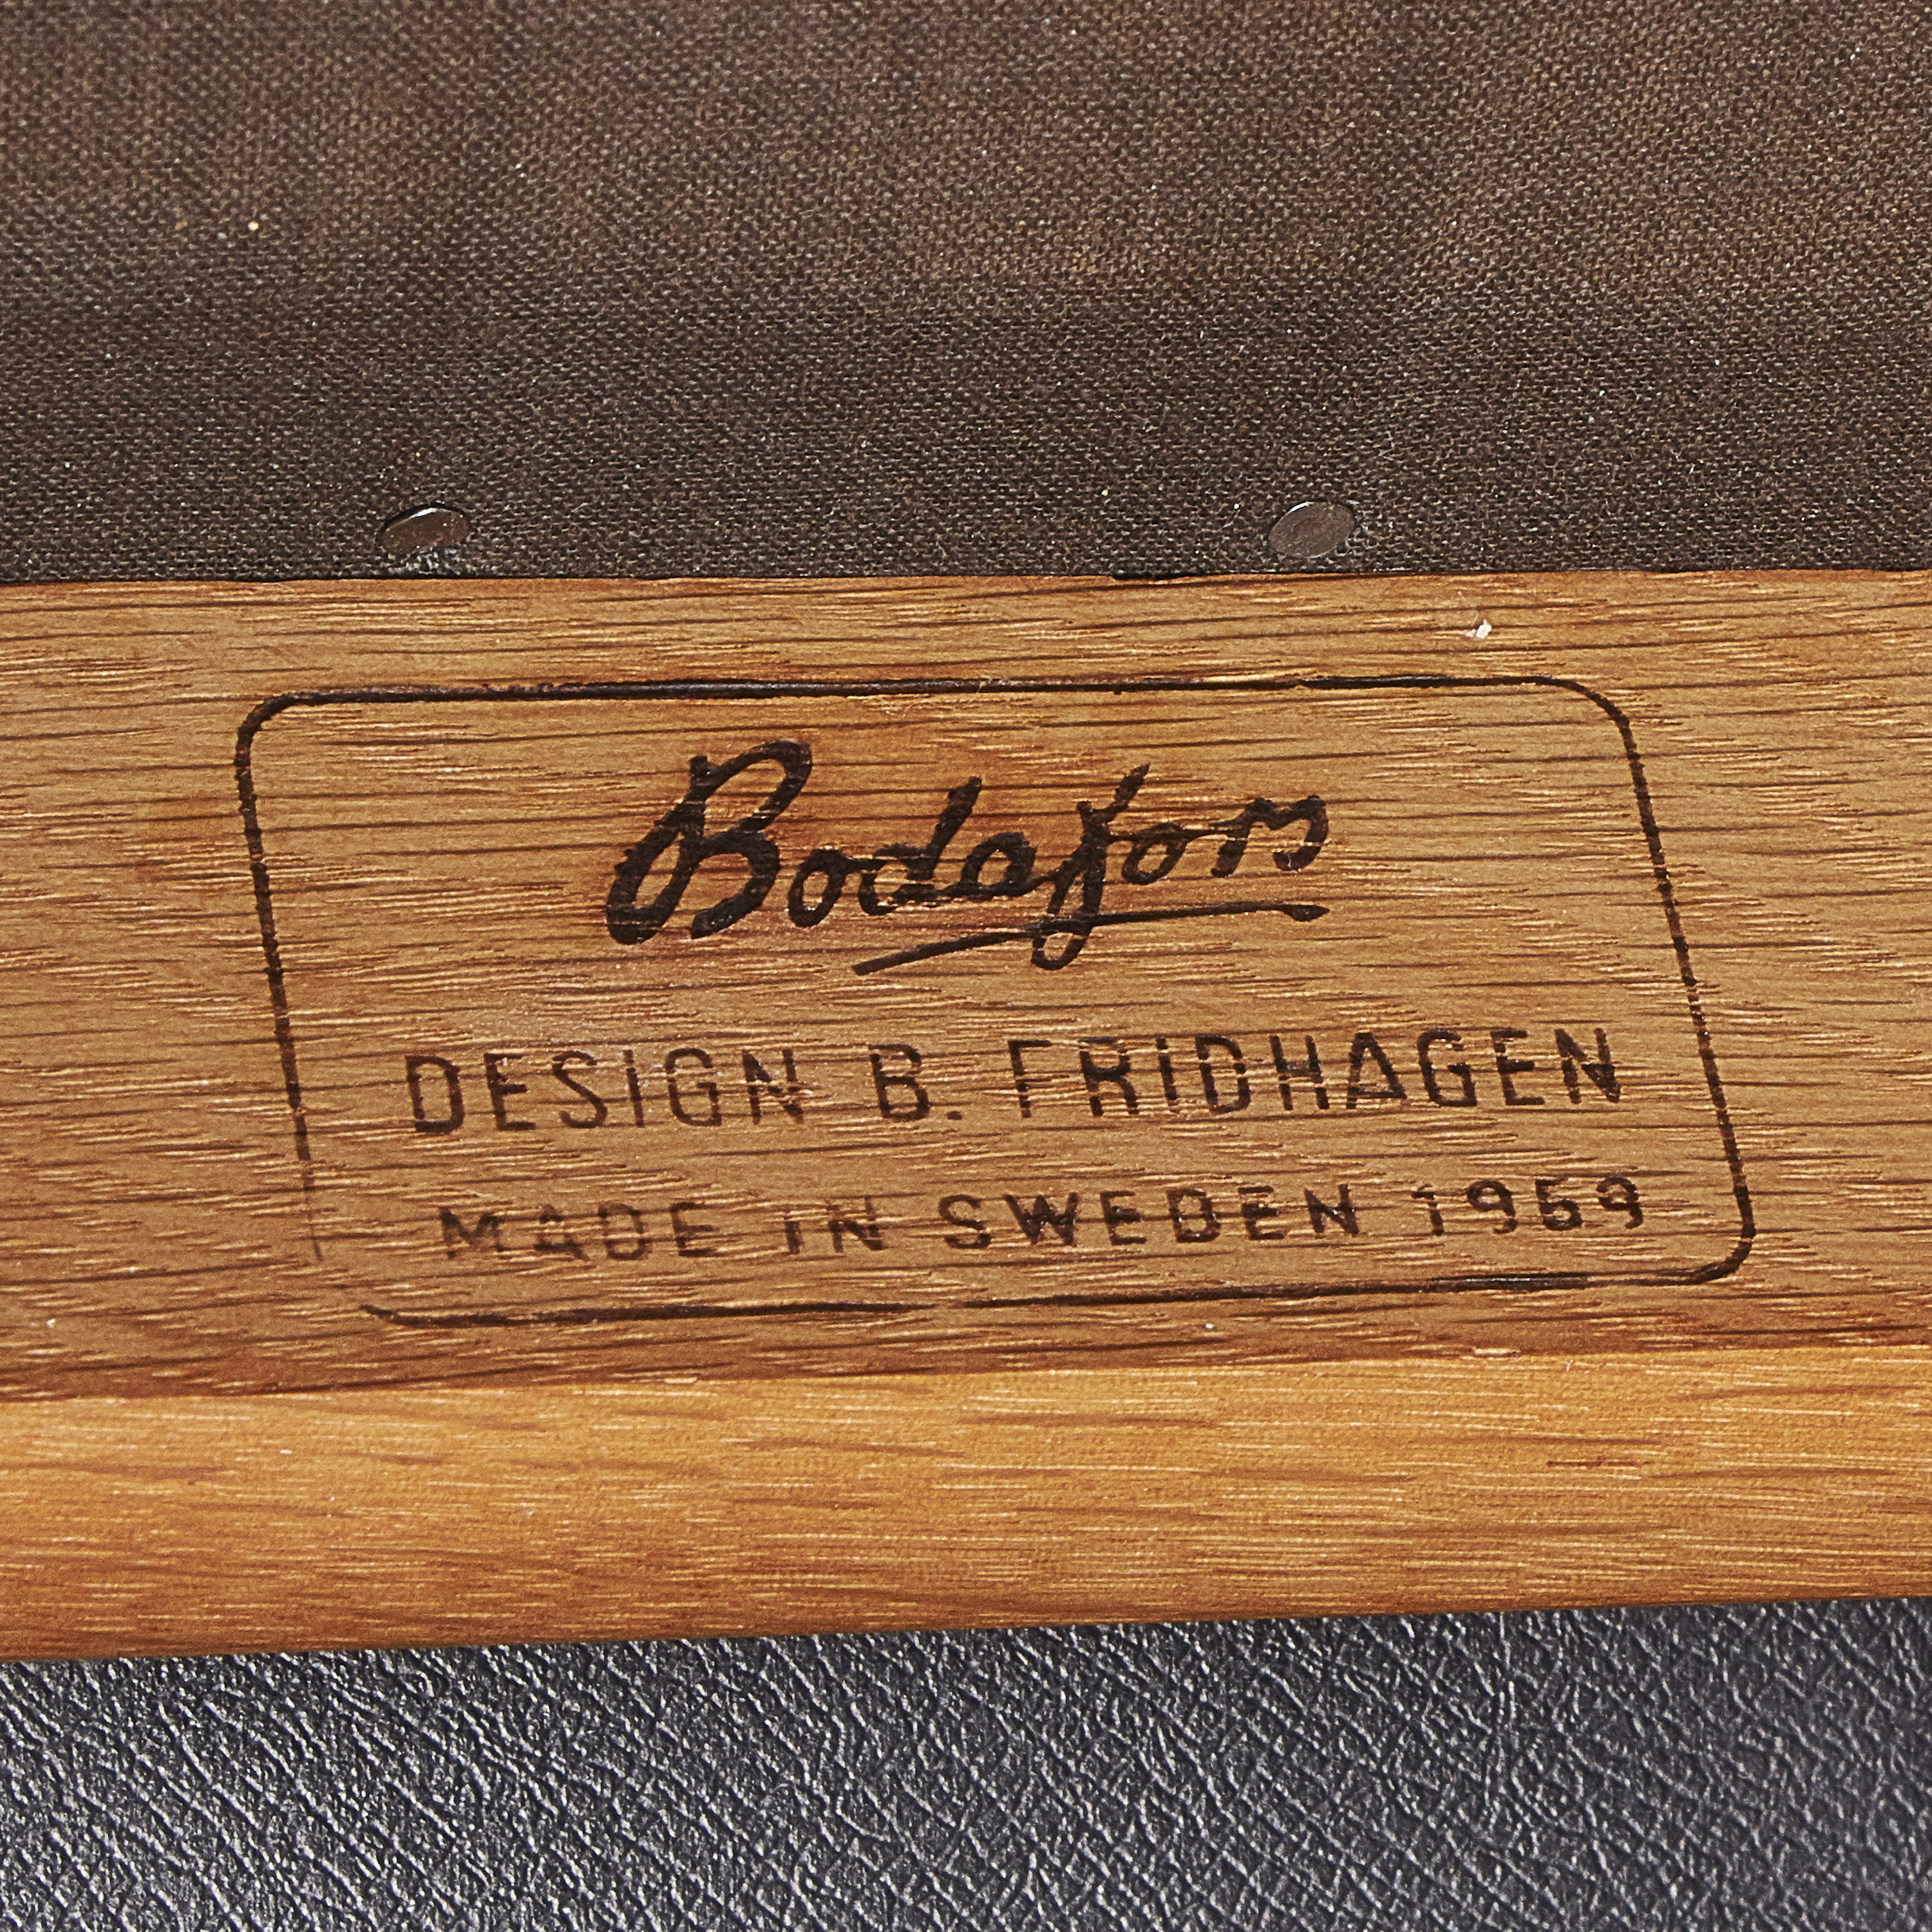 Bodafors
DESIGN B. FRIDHAGEN
MADE IN SWEDEN 1959